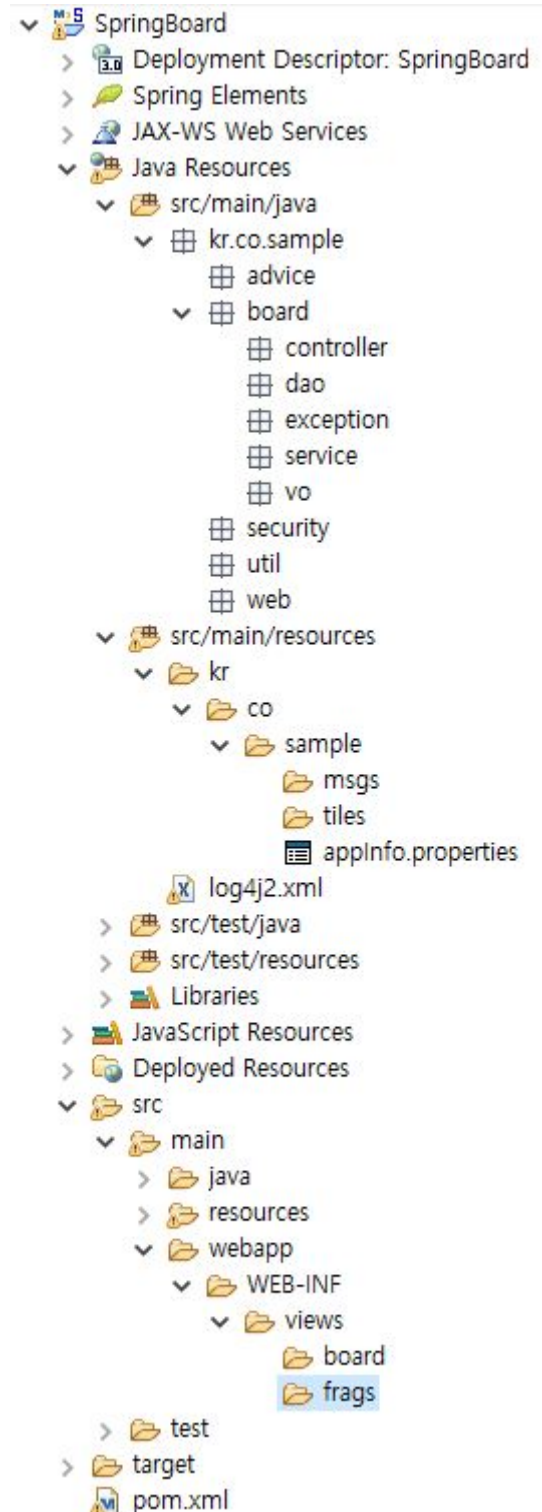 SpringBoard
Deployment Descriptor: SpringBoard
Spring Elements
JAX-WS Web Services
Java Resources
src/main/java
kr.co.sample
advice
board
controller
dao
exception
service
vo
security
util
web
src/main/resources
kr
co
sample
msgs
tiles
appInfo.properties
log4j2.xml
src/test/java
src/test/resources
Libraries
JavaScript Resources
Deployed Resources
src
main
java
resources
webapp
WEB-INF
views
board
frags
test
target
pom.xml